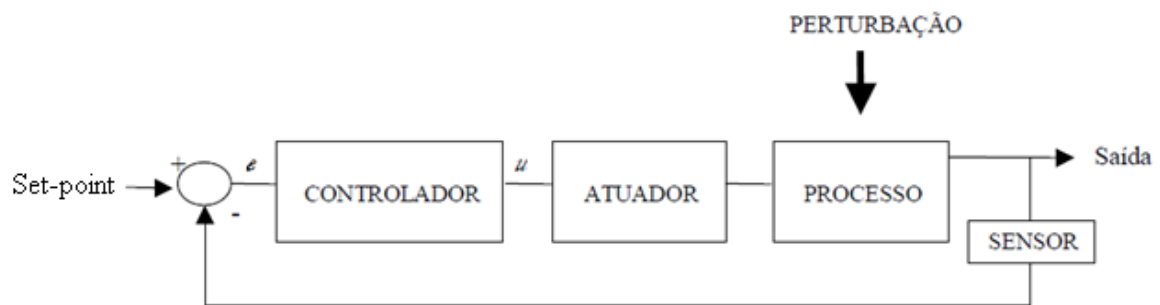 PERTURBAÇÃO
Set-point
+
-
e
CONTROLADOR
u
ATUADOR
PROCESSO
Saída
SENSOR